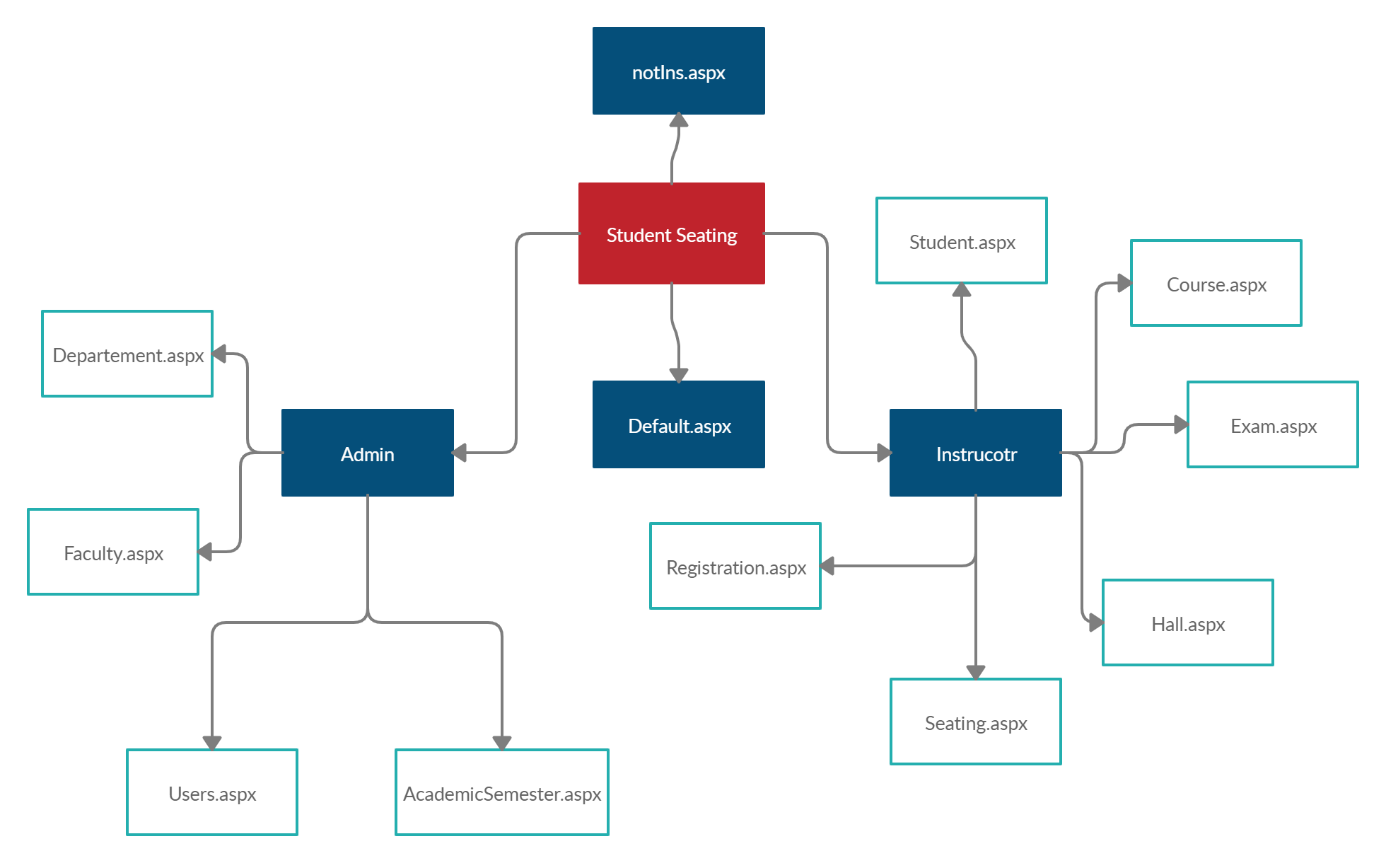 notIns.aspx
Student Seating
Student.aspx
Course.aspx
Departement.aspx
Default.aspx
Exam.aspx
Admin
Instrucotr
Faculty.aspx
Registration.aspx
Hall.aspx
Seating.aspx
Users.aspx
AcademicSemester.aspx